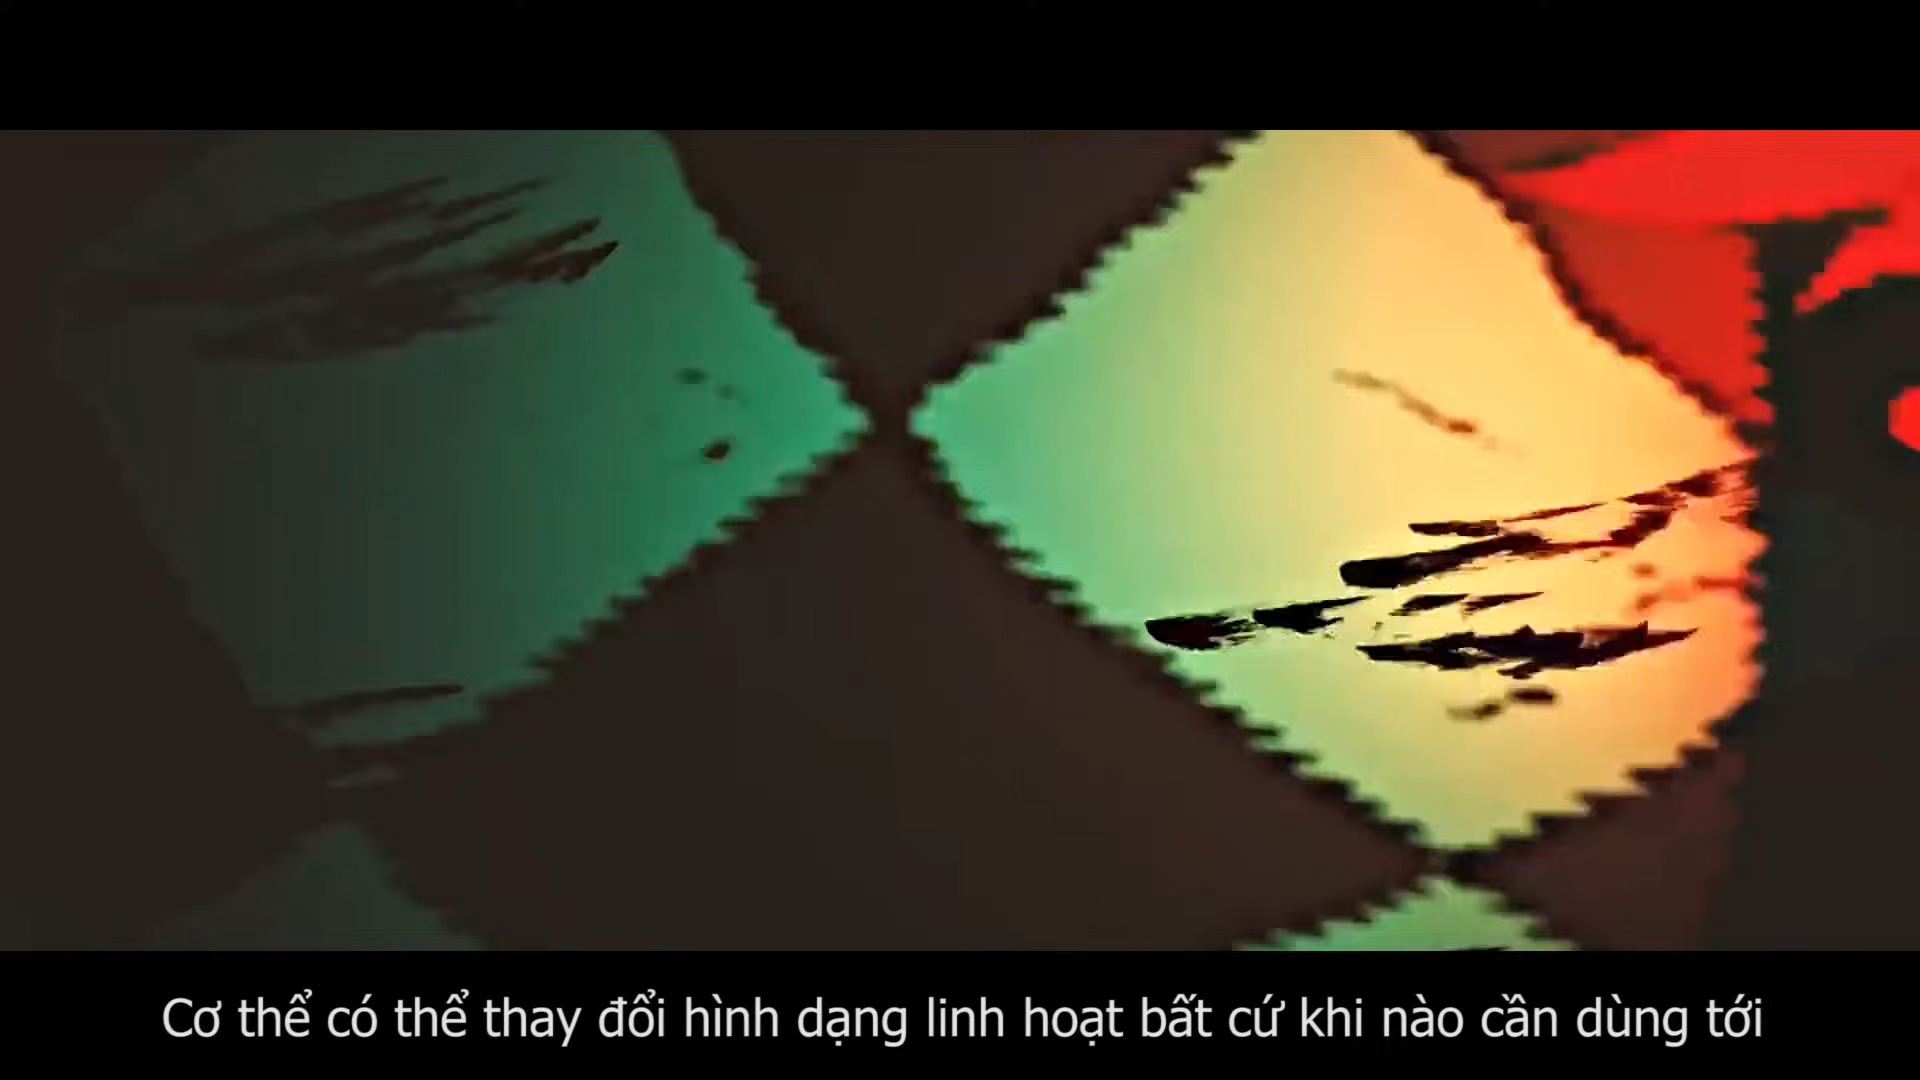 Cơ thể có thể thay đổi hình dạng linh hoạt bất cứ khi nào cần dùng tới